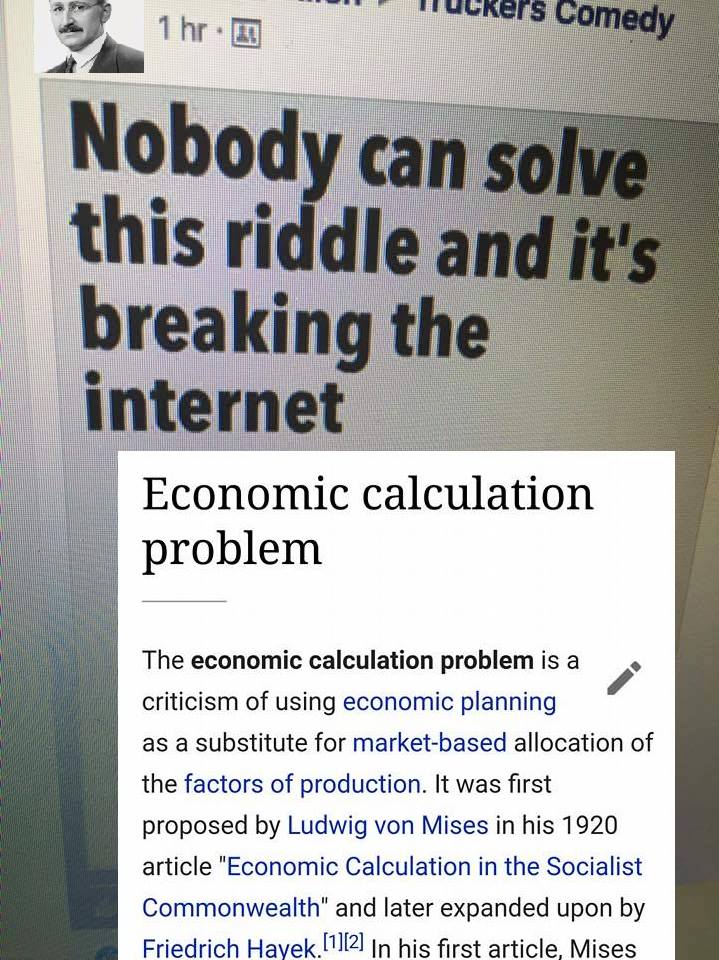 Truckers Comedy
1 hr ·
Nobody can solve
this riddle and it's
breaking the
internet
Economic calculation
problem
The economic calculation problem is a
criticism of using economic planning
as a substitute for market-based allocation of
the factors of production. It was first
proposed by Ludwig von Mises in his 1920
article "Economic Calculation in the Socialist
Commonwealth" and later expanded upon by
Friedrich Hayek.[1][2] In his first article, Mises